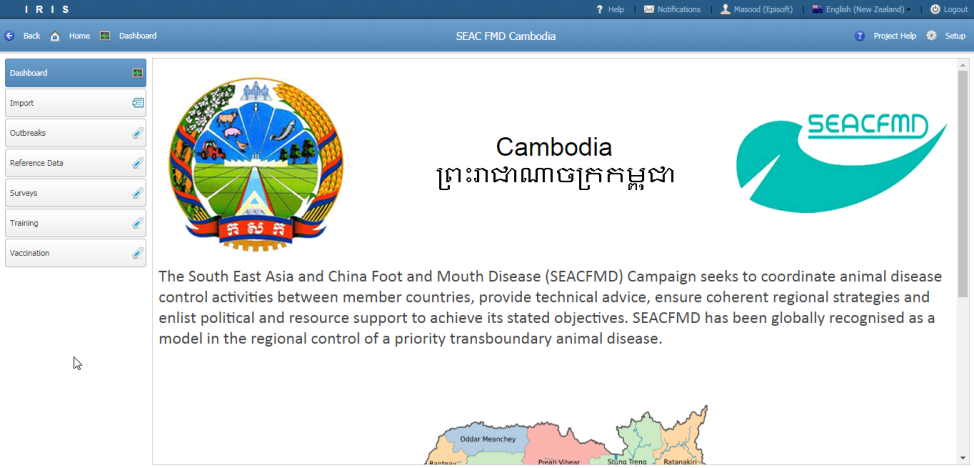 I R I S
? Help
Notifications
Masood (Episoft)
English (New Zealand)
Logout
Back
Home
Dashboard
SEAC FMD Cambodia
? Project Help
Setup
Dashboard
Import
Outbreaks
Reference Data
Surveys
Training
Vaccination
ក ស ក
Cambodia
ព្រះរាជាណាចក្រកម្ពុជា
SEACFMD
The South East Asia and China Foot and Mouth Disease (SEACFMD) Campaign seeks to coordinate animal disease
control activities between member countries, provide technical advice, ensure coherent regional strategies and
enlist political and resource support to achieve its stated objectives. SEACFMD has been globally recognised as a
model in the regional control of a priority transboundary animal disease.
Oddar Meanchey
Banteay
Preah Vihear
Stung Treng
Ratanakiri